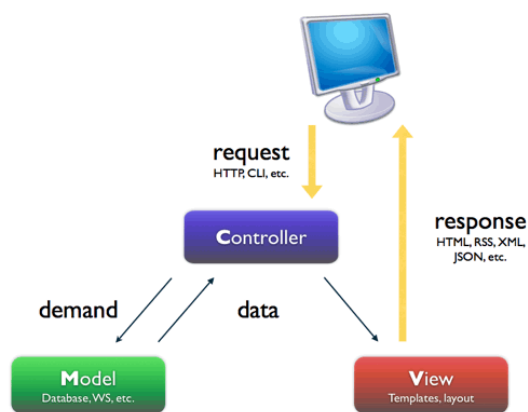 request
HTTP, CLI, etc.
Controller
response
HTML, RSS, XML,
JSON, etc.
demand
data
Model
Database, WS, etc.
View
Templates, layout